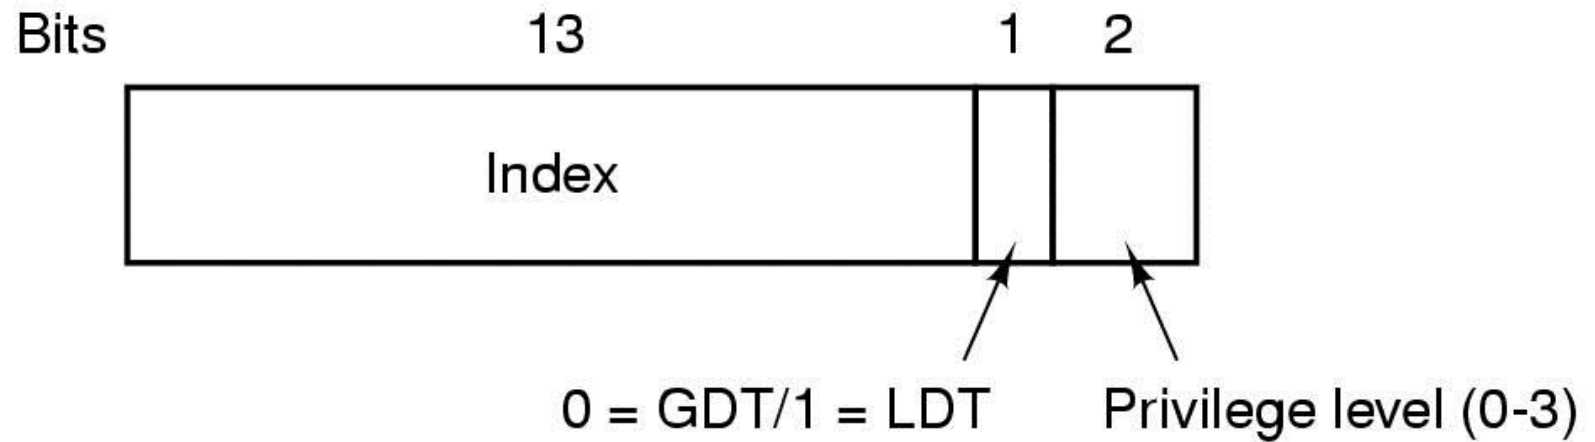 Bits 13 1 2
Index
0 = GDT/1 = LDT Privilege level (0-3)